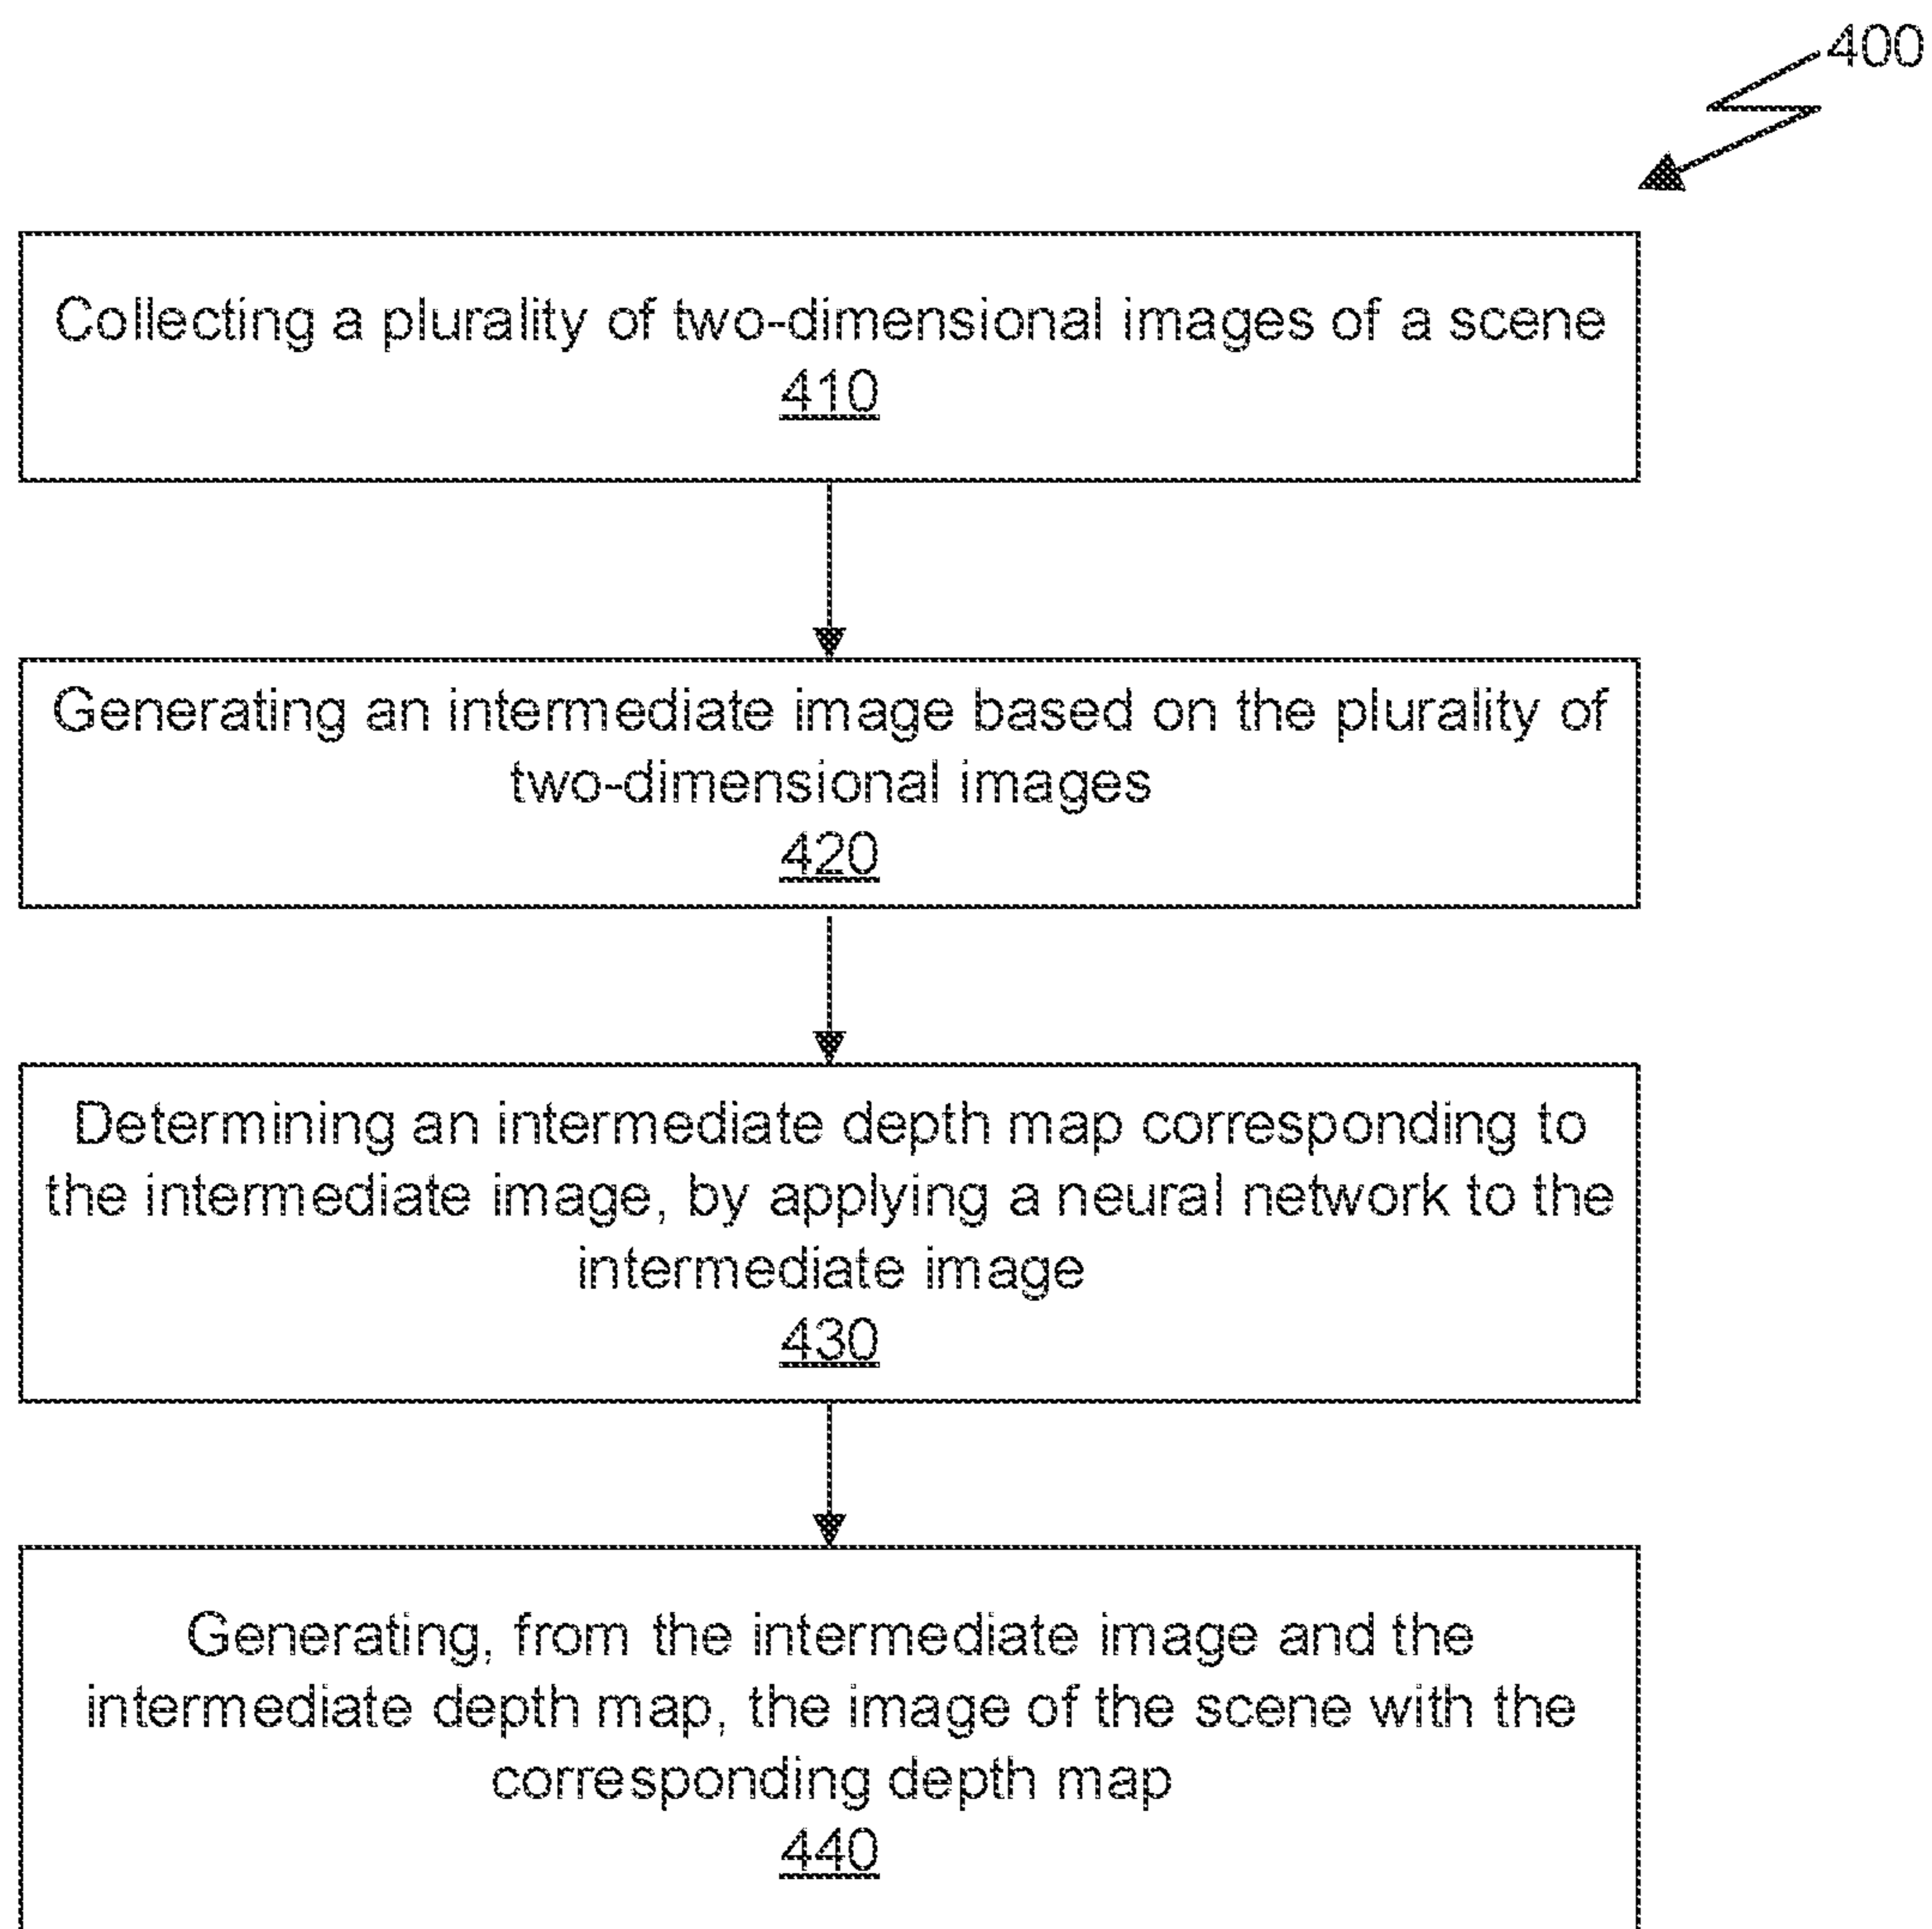 400
Collecting a plurality of two-dimensional images of a scene
410
Generating an intermediate image based on the plurality of
two-dimensional images
420
Determining an intermediate depth map corresponding to
the intermediate image, by applying a neural network to the
intermediate image
430
Generating, from the intermediate image and the
intermediate depth map, the image of the scene with the
corresponding depth map
440